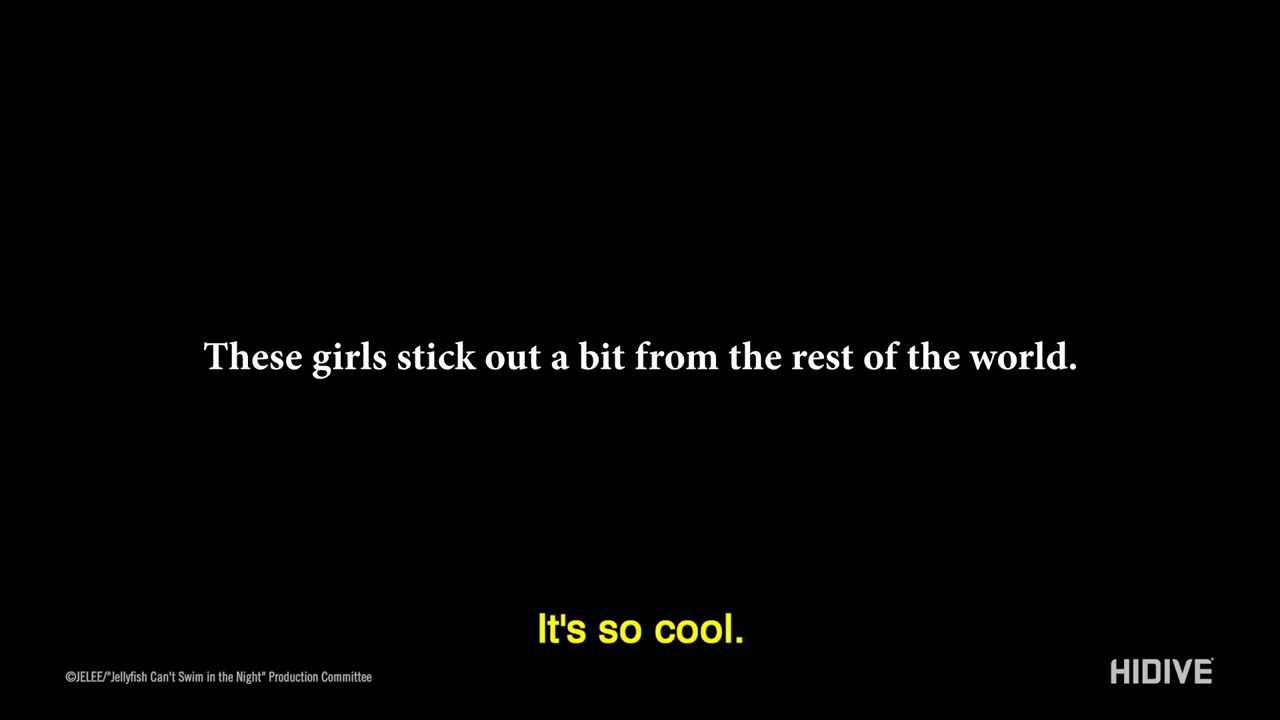 These girls stick out a bit from the rest of the world.
It's so cool.
©JELEE/"Jellyfish Can't Swim in the Night" Production Committee
HIDIVE